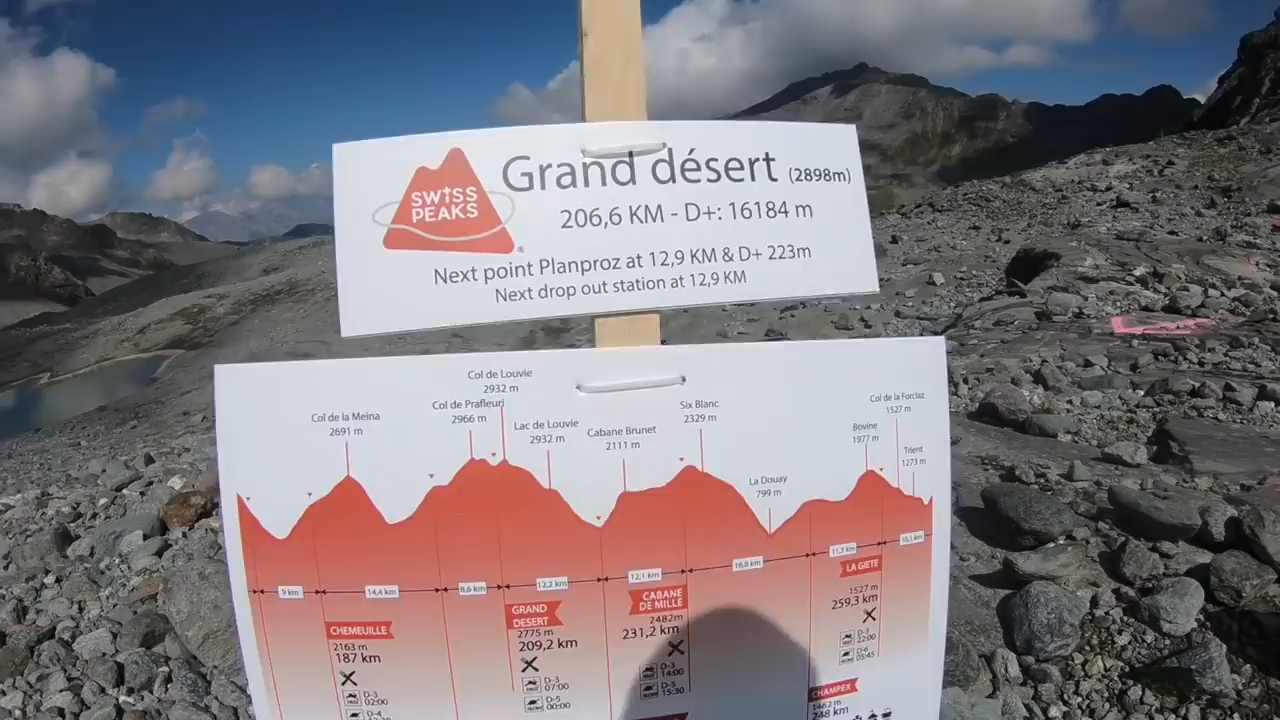 SWISS
PEAKS
®
Grand désert (2898m)
206,6 KM - D+: 16184 m
Next point Planproz at 12,9 KM & D+ 223m
Next drop out station at 12,9 KM
Col de la Meina
2691 m
Col de Prafleuri
2966 m
Col de Louvie
2932 m
Lac de Louvie
2932 m
Cabane Brunet
2111 m
Six Blanc
2329 m
La Douay
799 m
Bovine
1977 m
Col de la Forclaz
1527 m
Trient
1273 m
9 km
14,4 km
8,6 km
12,2 km
12,1 km
16,8 km
11,3 km
10,1 km
CHEMEUILLE
2163 m
187 km
D-3
02:00
D-4
GRAND
DESERT
2775 m
209,2 km
D-3
07:00
D-5
00:00
CABANE
DE MILLE
2482m
231,2 km
D-3
14:00
D-5
15:30
LA GIETE
1527 m
259,3 km
D-3
22:00
D-6
05:45
CHAMPEX
1462 m
248 km